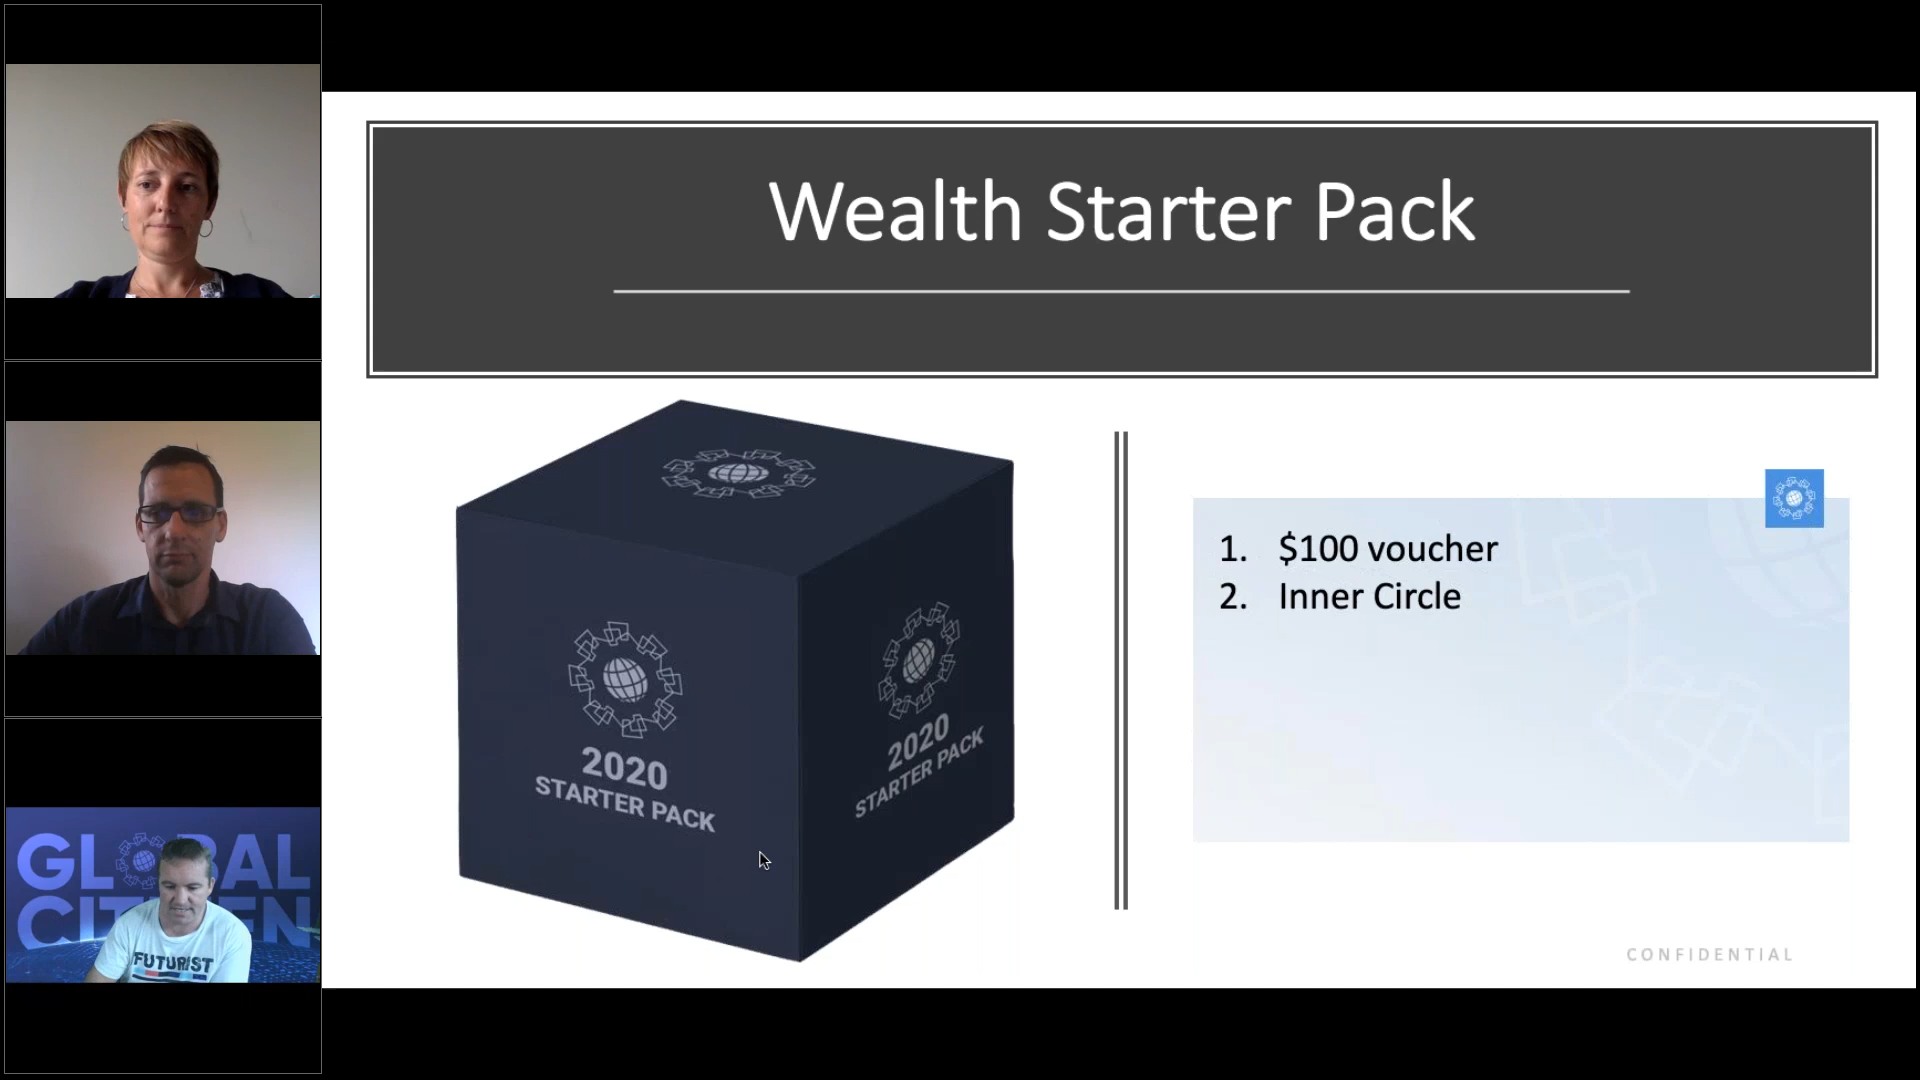 Wealth Starter Pack
2020
STARTER PACK
2020
STARTER PACK
1. $100 voucher
2. Inner Circle
CONFIDENTIAL
GLOBAL
CITIZEN
FUTURIST